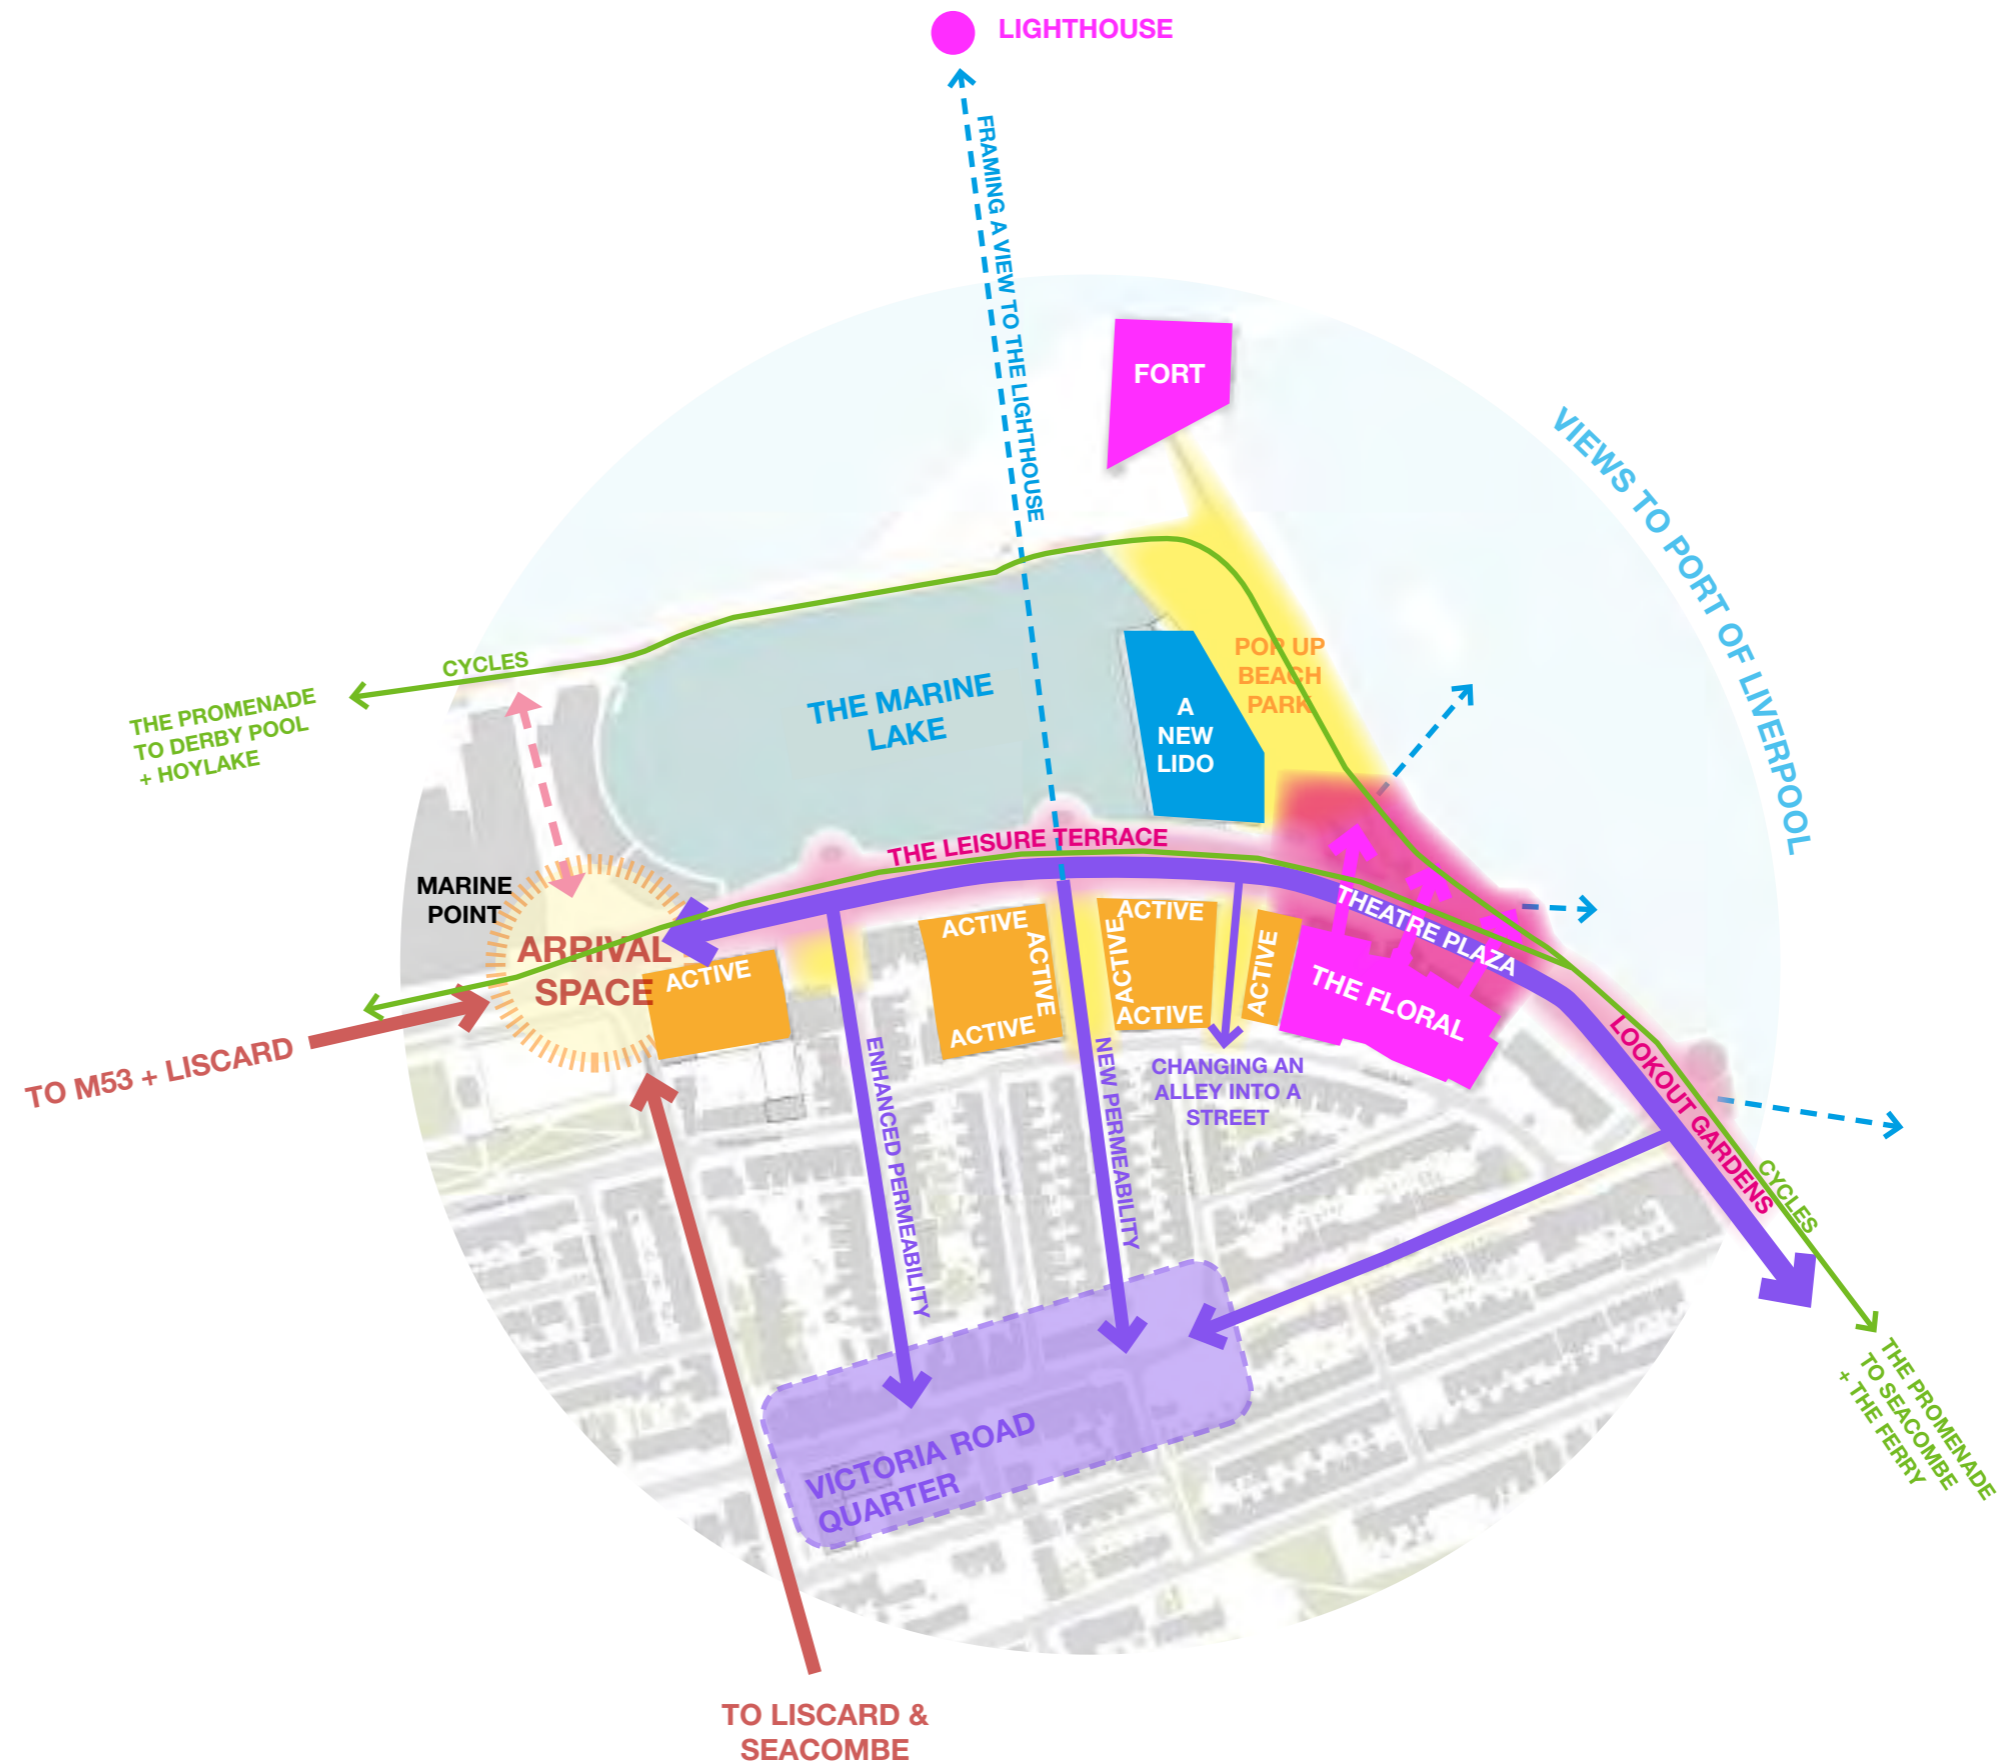 LIGHTHOUSE
FRAMING A VIEW TO THE LIGHTHOUSE
FORT
VIEWS TO PORT OF LIVERPOOL
CYCLES
THE PROMENADE
TO DERBY POOL
+ HOYLAKE
THE MARINE
LAKE
A
NEW
LIDO
POP UP
BEACH
PARK
THE LEISURE TERRACE
MARINE
POINT
ARRIVAL
SPACE
ACTIVE
ACTIVE
ACTIVE
ACTIVE
ACTIVE
ACTIVE
ACTIVE
ACTIVE
THEATRE PLAZA
THE FLORAL
LOOKOUT GARDENS
CYCLES
TO M53 + LISCARD
ENHANCED PERMEABILITY
NEW PERMEABILITY
CHANGING AN
ALLEY INTO A
STREET
VICTORIA ROAD
QUARTER
THE PROMENADE
TO SEACOMBE
+ THE FERRY
TO LISCARD &
SEACOMBE